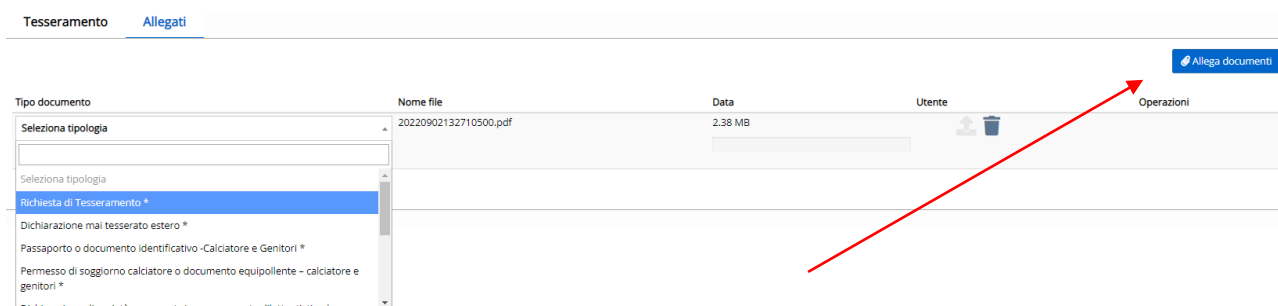 Tesseramento Allegati
Allega documenti
Tipo documento Nome file Data Utente Operazioni
Seleziona tipologia 20220902132710500.pdf 2.38 MB
Seleziona tipologia
Richiesta di Tesseramento *
Dichiarazione mai tesserato estero *
Passaporto o documento identificativo -Calciatore e Genitori *
Permesso di soggiorno calciatore o documento equipollente – calciatore e
genitori *